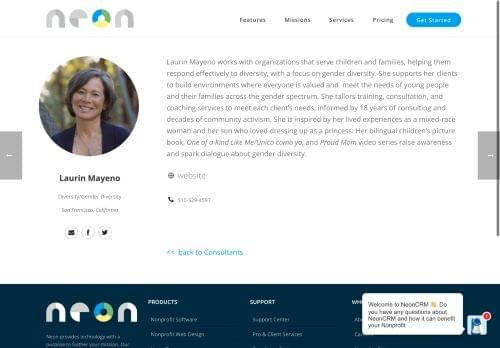 neon
Features
Missions
Services
Pricing
Get Started
Laurin Mayeno works with organizations that serve children and families, helping them
respond effectively to diversity, with a focus on gender diversity. She supports her clients
to build environments where everyone is valued and meet the needs of young people
and their families across the gender spectrum. She tailors training, consultation, and
coaching services to meet each client's needs, informed by 18 years of consulting and
decades of community activism. She is inspired by her lived experiences as a mixed-race
woman and her son who loved dressing up as a princess. Her bilingual children's picture
book, One of a Kind Like Me/Único como yo, and Proud Mom video series raise awareness
and spark dialogue about gender diversity.
website
510-529-4597
<< back to Consultants
Laurin Mayeno
Diversity/Gender Diversity
San Francisco, California
neon
Neon provides technology with a
purpose to further your mission. Our
PRODUCTS
Nonprofit Software
Nonprofit Web Design
SUPPORT
Support Center
Pro & Client Services
Welcome to NeonCRM 👋 Do
you have any questions about
NeonCRM and how it can benefit
your Nonprofit ...
1